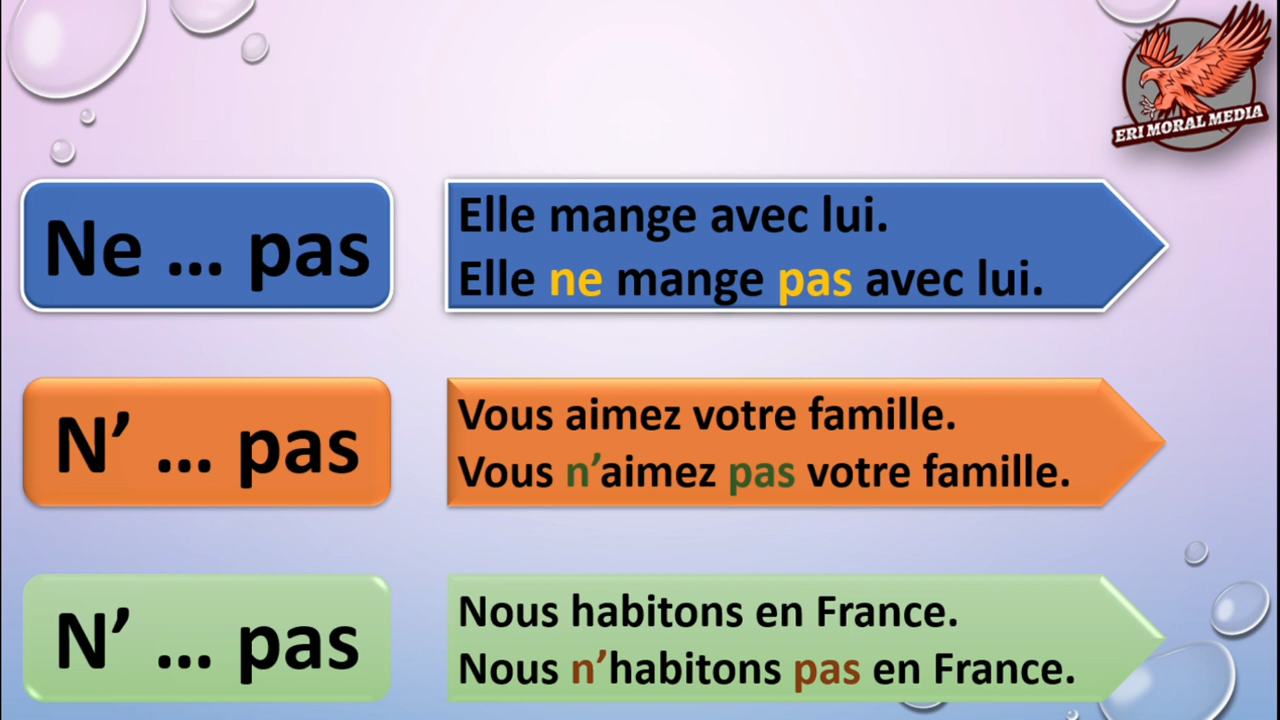 ERI MORAL MEDIA
Ne ... pas
Elle mange avec lui.
Elle ne mange pas avec lui.
N’ ... pas
Vous aimez votre famille.
Vous n’aimez pas votre famille.
N’ ... pas
Nous habitons en France.
Nous n’habitons pas en France.